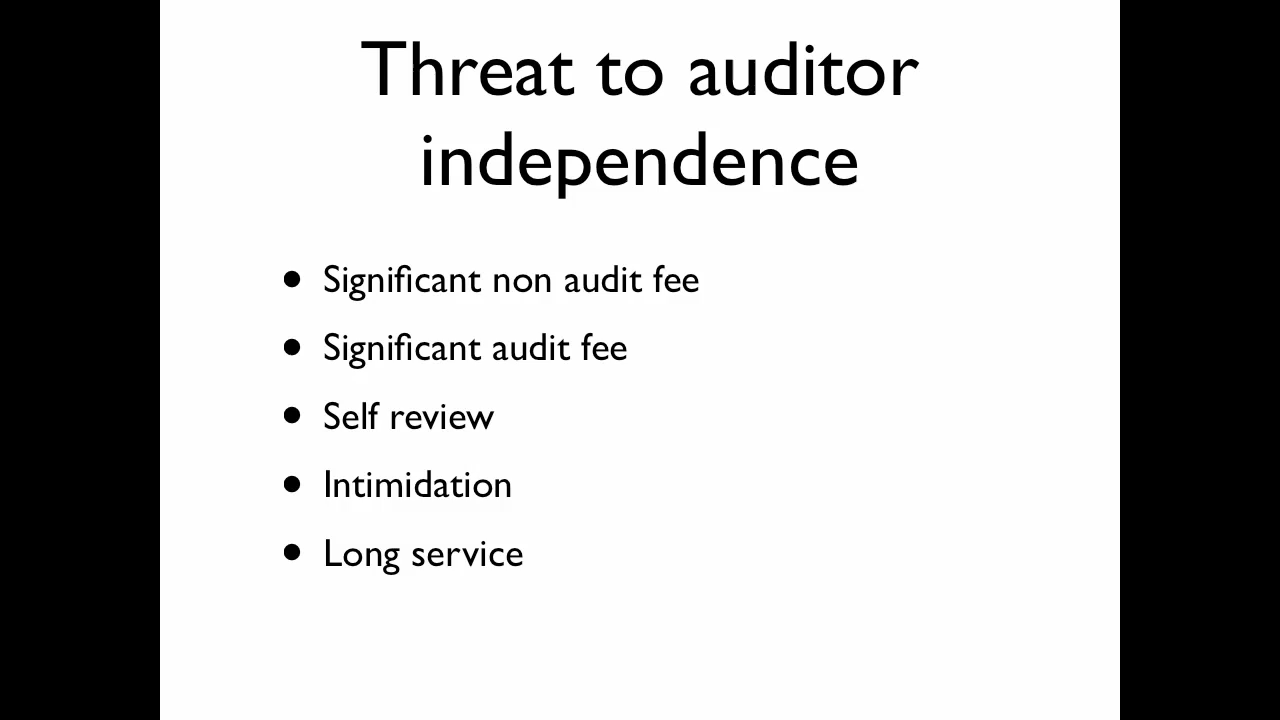 Threat to auditor
independence
• Significant non audit fee
• Significant audit fee
• Self review
• Intimidation
• Long service